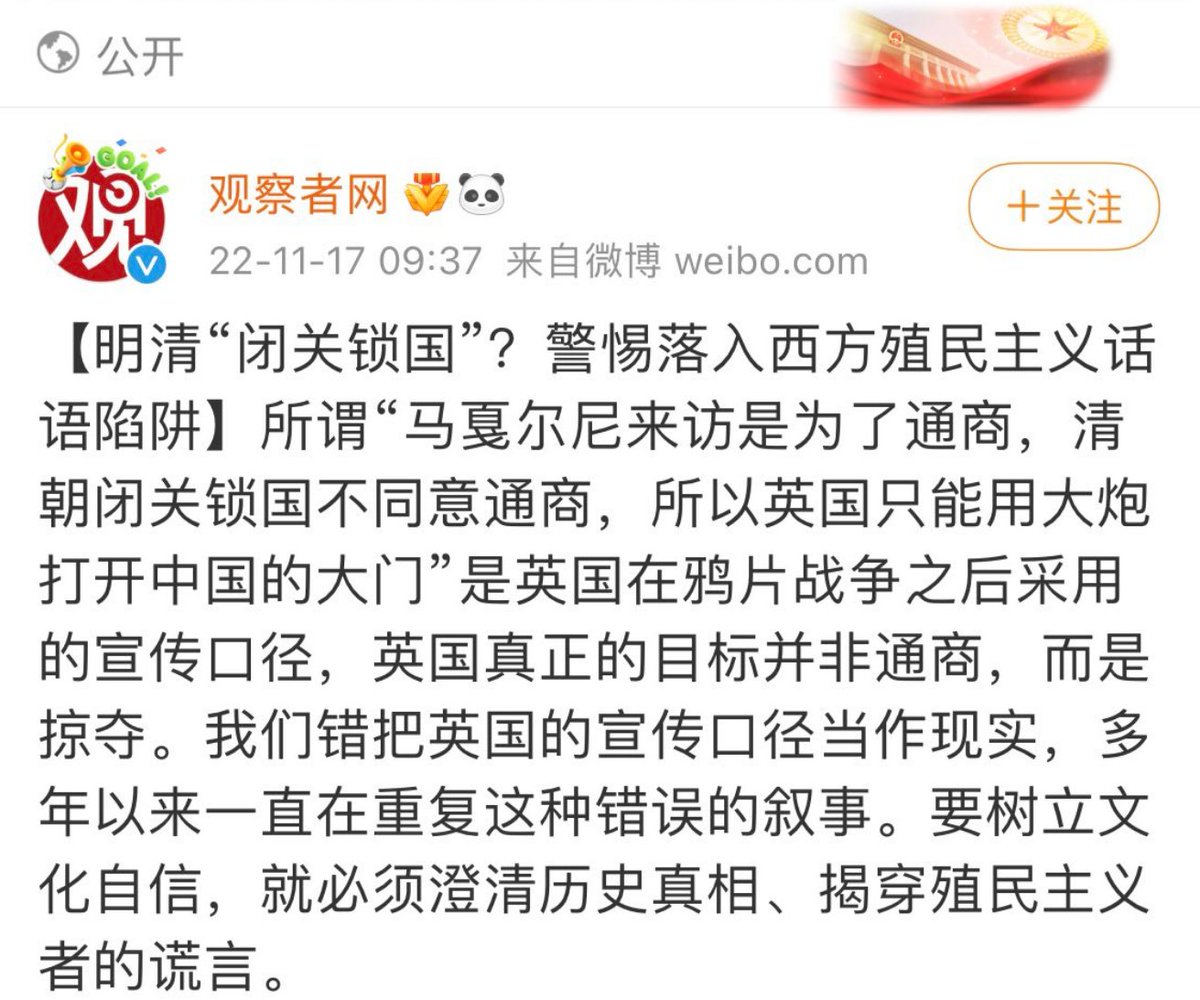 公开
GOAL!
观
观察者网
+关注
22-11-17 09:37 来自微博 weibo.com
【明清“闭关锁国”？警惕落入西方殖民主义话
语陷阱】所谓“马戛尔尼来访是为了通商，清
朝闭关锁国不同意通商，所以英国只能用大炮
打开中国的大门”是英国在鸦片战争之后采用
的宣传口径，英国真正的目标并非通商，而是
掠夺。我们错把英国的宣传口径当作现实，多
年以来一直在重复这种错误的叙事。要树立文
化自信，就必须澄清历史真相、揭穿殖民主义
者的谎言。